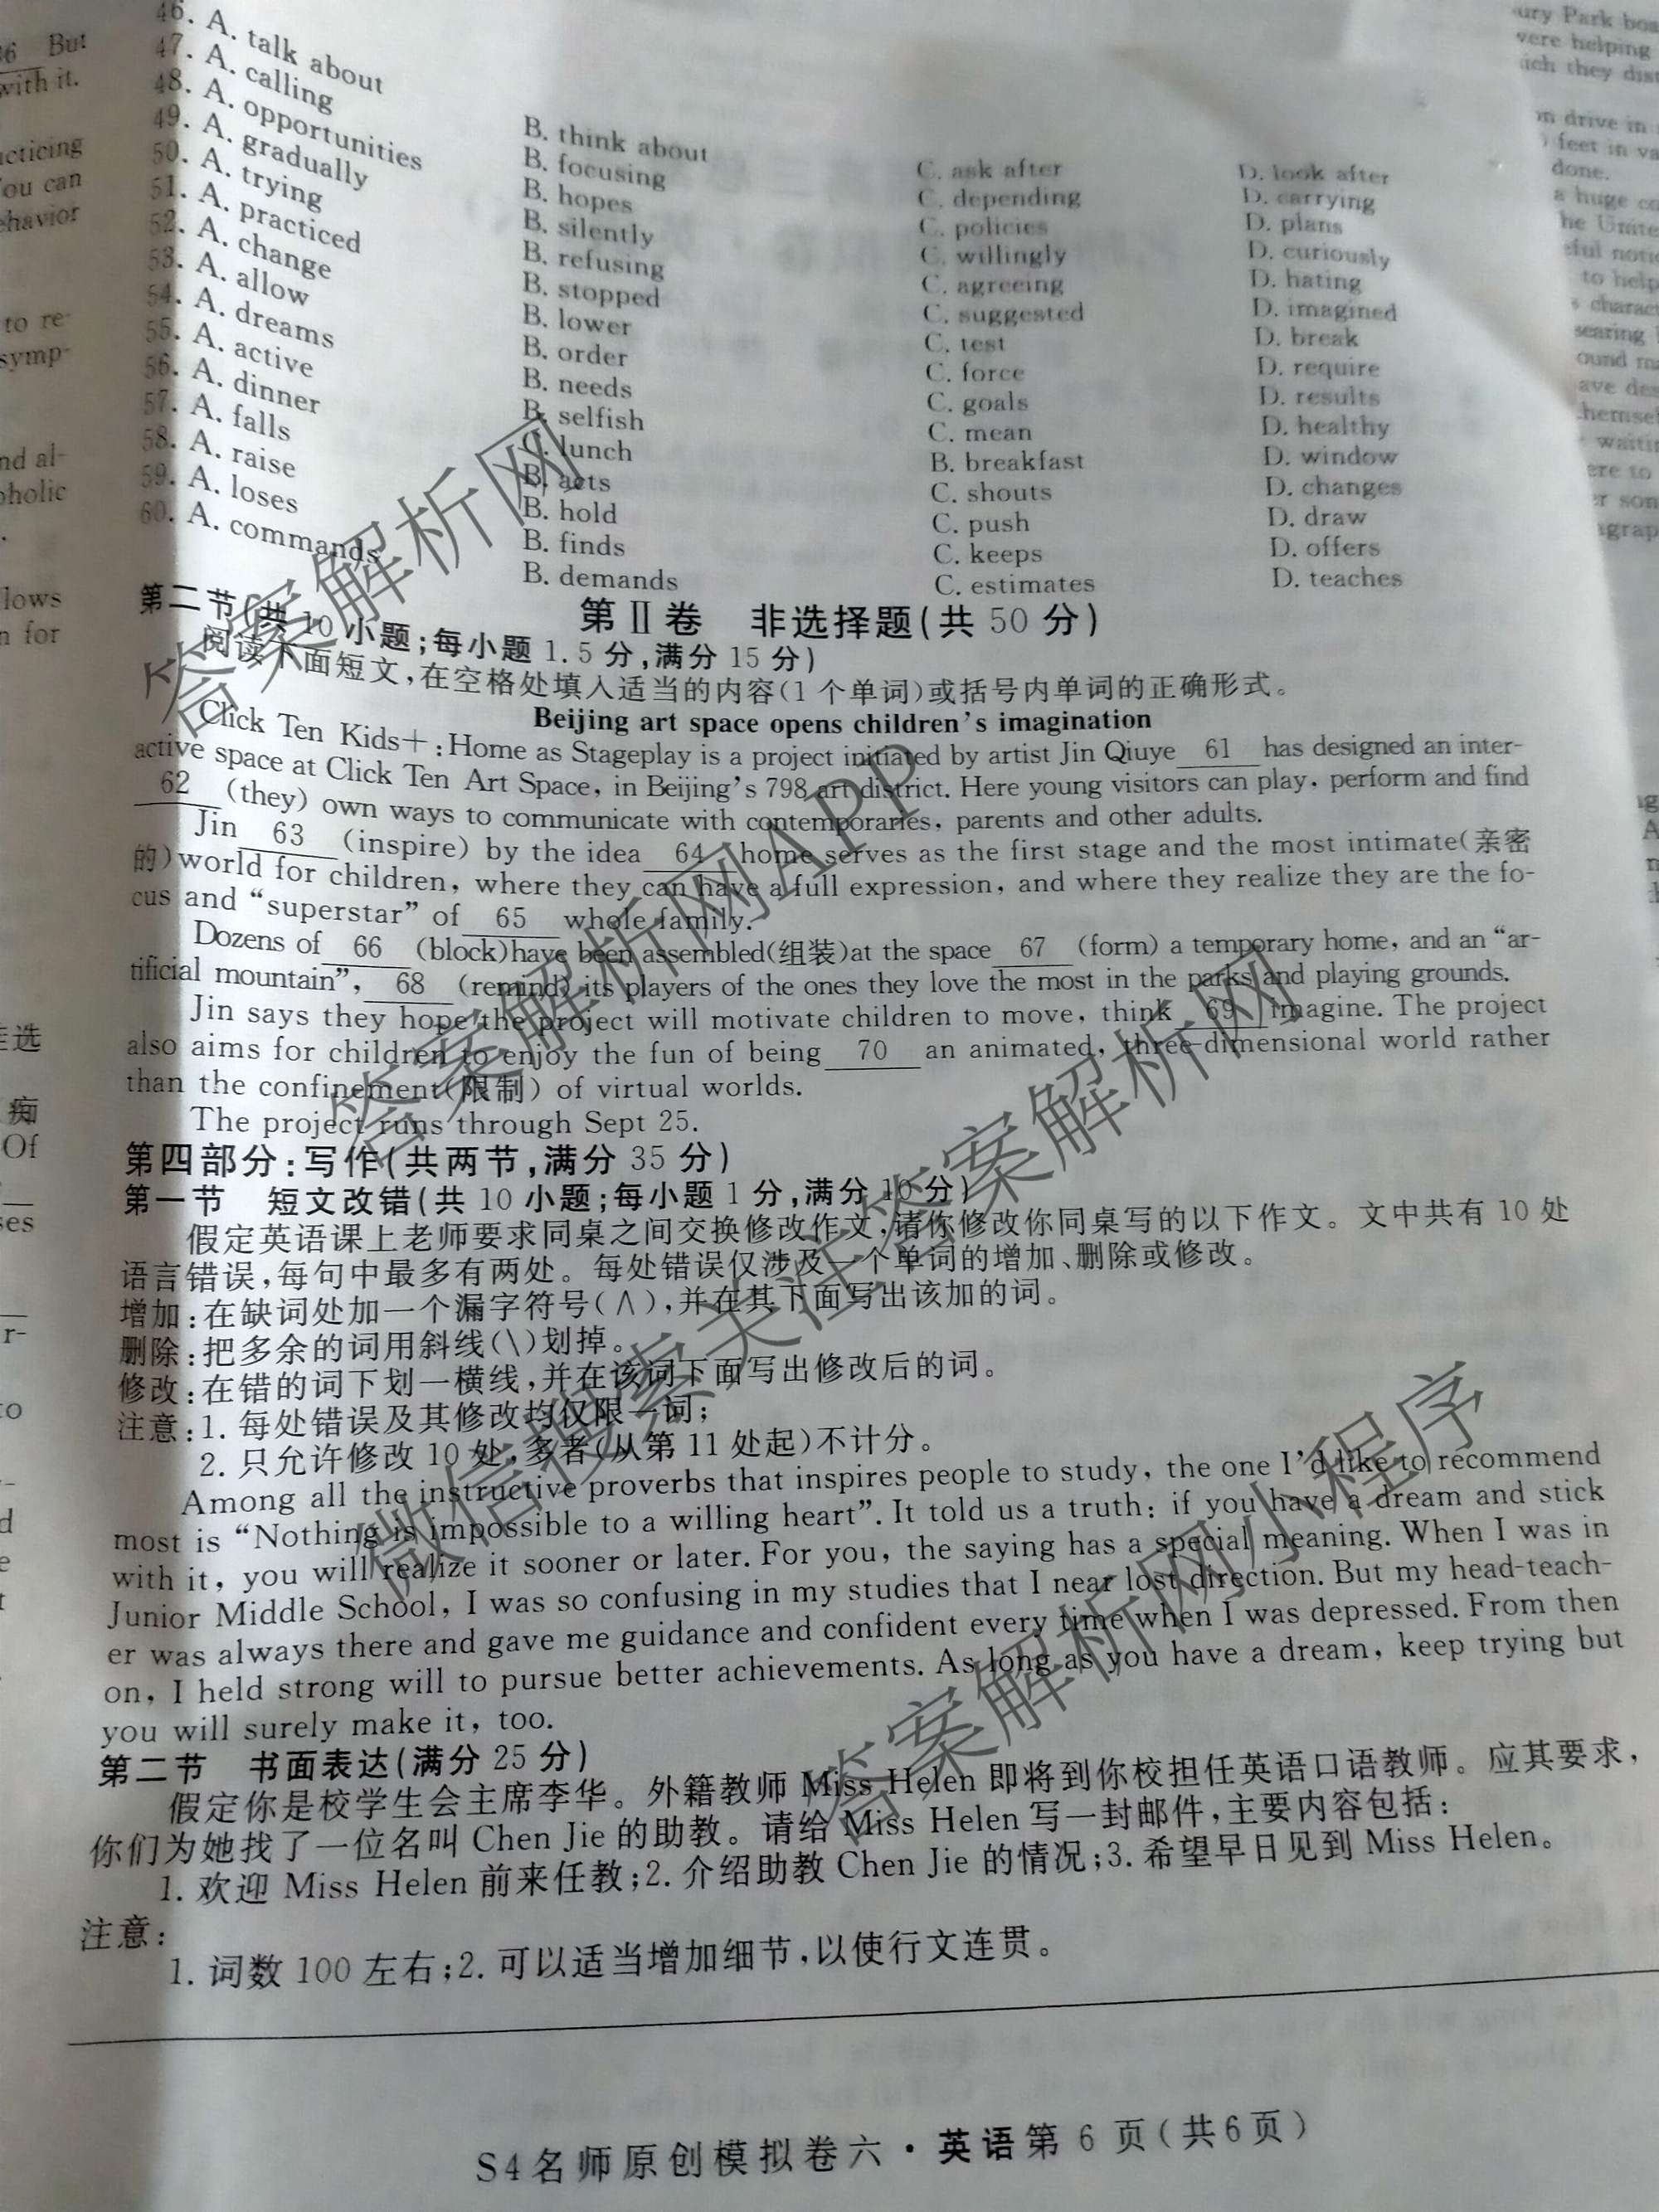 46. A. talk about B. think about C. ask after D. look after
47. A. calling B. focusing C. depending D. carrying
48. A. opportunities B. hopes C. policies D. plans
49. A. gradually B. silently C. willingly D. curiously
50. A. trying B. refusing C. agreeing D. hating
51. A. practiced B. stopped C. suggested D. imagined
52. A. change B. lower C. test D. break
53. A. allow B. order C. force D. require
54. A. dreams B. needs C. goals D. results
55. A. active B. selfish C. mean D. healthy
56. A. dinner C. lunch B. breakfast D. window
57. A. falls B. acts C. shouts D. changes
58. A. raise B. hold C. push D. draw
59. A. loses B. finds C. keeps D. offers
60. A. commands B. demands C. estimates D. teaches
第Ⅱ卷 非选择题(共 50 分)
第二节(共 10 小题;每小题 1.5 分,满分 15 分)
阅读下面短文,在空格处填入适当的内容(1 个单词)或括号内单词的正确形式。
Beijing art space opens children's imagination
Click Ten Kids+:Home as Stageplay is a project initiated by artist Jin Qiuye 61 has designed an inter-
active space at Click Ten Art Space, in Beijing's 798 art district. Here young visitors can play, perform and find
62 (they) own ways to communicate with contemporaries, parents and other adults.
Jin 63 (inspire) by the idea 64 home serves as the first stage and the most intimate(亲密
的)world for children, where they can have a full expression, and where they realize they are the fo-
cus and “superstar” of 65 whole family.
Dozens of 66 (block)have been assembled(组装)at the space 67 (form) a temporary home, and an “ar-
tificial mountain”, 68 (remind) its players of the ones they love the most in the parks and playing grounds.
Jin says they hope the project will motivate children to move, think 69 imagine. The project
also aims for children to enjoy the fun of being 70 an animated, three-dimensional world rather
than the confinement(限制) of virtual worlds.
The project runs through Sept 25.
第四部分:写作(共两节,满分 35 分)
第一节 短文改错(共 10 小题;每小题 1 分,满分 10 分)
假定英语课上老师要求同桌之间交换修改作文,请你修改你同桌写的以下作文。文中共有 10 处
语言错误,每句中最多有两处。每处错误仅涉及一个单词的增加、删除或修改。
增加:在缺词处加一个漏字符号(∧),并在其下面写出该加的词。
删除:把多余的词用斜线(\)划掉。
修改:在错的词下划一横线,并在该词下面写出修改后的词。
注意:1. 每处错误及其修改均仅限一词;
2. 只允许修改 10 处,多者(从第 11 处起)不计分。
Among all the instructive proverbs that inspires people to study, the one I'd like to recommend
most is “Nothing is impossible to a willing heart”. It told us a truth: if you have a dream and stick
with it, you will realize it sooner or later. For you, the saying has a special meaning. When I was in
Junior Middle School, I was so confusing in my studies that I near lost direction. But my head-teach-
er was always there and gave me guidance and confident every time when I was depressed. From then
on, I held strong will to pursue better achievements. As long as you have a dream, keep trying but
you will surely make it, too.
第二节 书面表达(满分 25 分)
假定你是校学生会主席李华。外籍教师 Miss Helen 即将到你校担任英语口语教师。应其要求,
你们为她找了一位名叫 Chen Jie 的助教。请给 Miss Helen 写一封邮件,主要内容包括:
1. 欢迎 Miss Helen 前来任教;2. 介绍助教 Chen Jie 的情况;3. 希望早日见到 Miss Helen。
注意:
1. 词数 100 左右;2. 可以适当增加细节,以使行文连贯。
S4名师原创模拟卷六·英语第 6 页(共6页)
答案解析网
答案解析网APP
微信搜索关注答案解析网
答案解析网小程序